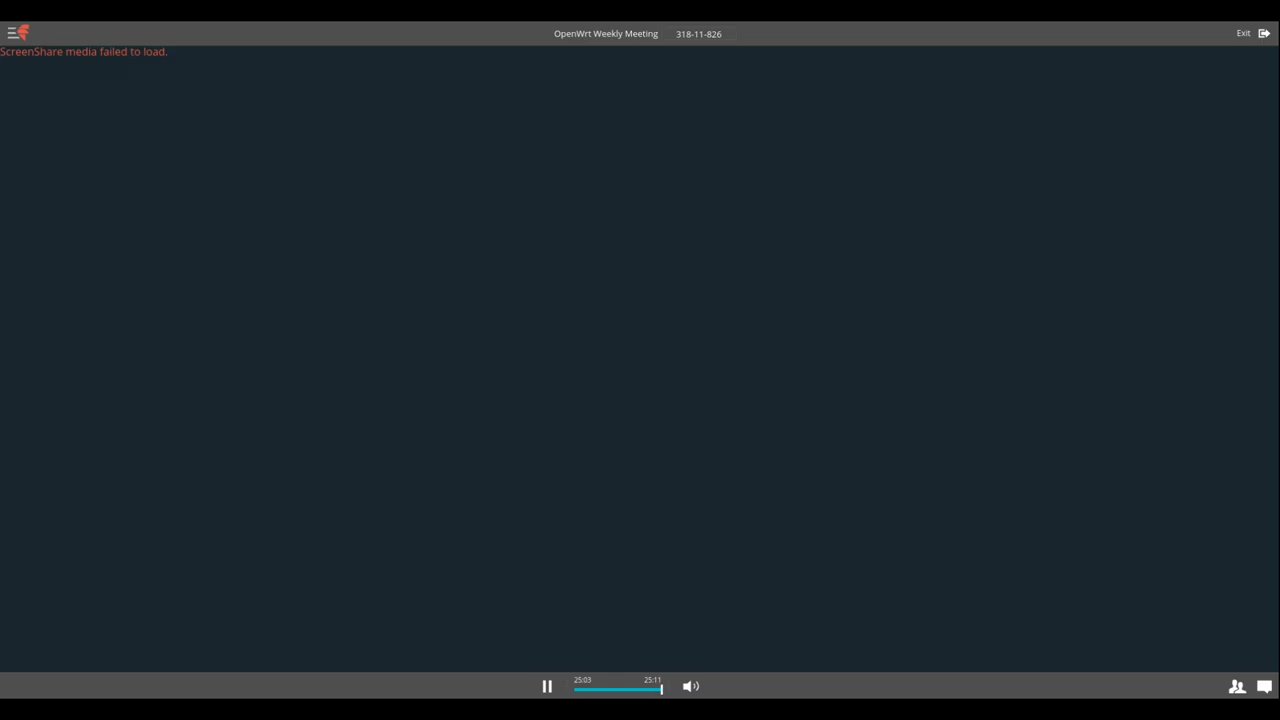 OpenWrt Weekly Meeting 318-11-826 Exit
ScreenShare media failed to load.
25:03 25:11